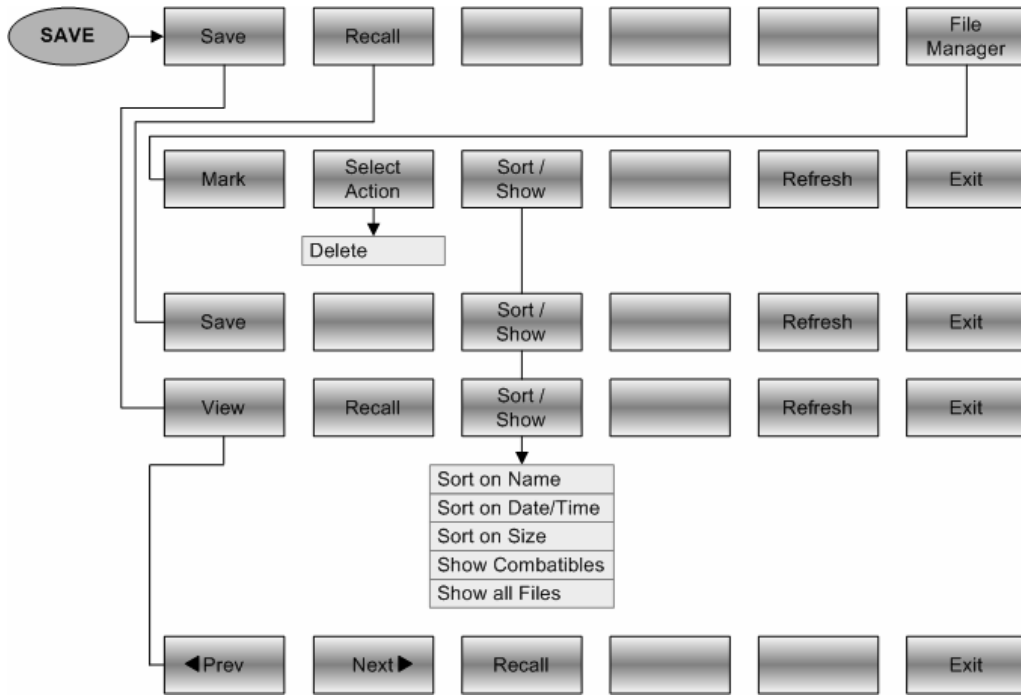 SAVE
Save
Recall
File
Manager
Mark
Select
Action
Sort /
Show
Refresh
Exit
Delete
Save
Sort /
Show
Refresh
Exit
View
Recall
Sort /
Show
Refresh
Exit
Sort on Name
Sort on Date/Time
Sort on Size
Show Combatibles
Show all Files
◀Prev
Next▶
Recall
Exit